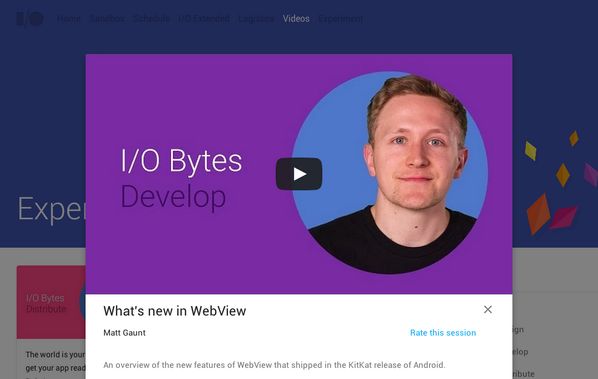 I/O Home Sandbox Schedule I/O Extended Logistics Videos Experiment
Exper
I/O Bytes
Develop
I/O Bytes
Distribute
The world is your
get your app read
What's new in WebView
Matt Gaunt
Rate this session
An overview of the new features of WebView that shipped in the KitKat release of Android.
sign
elop
ribute